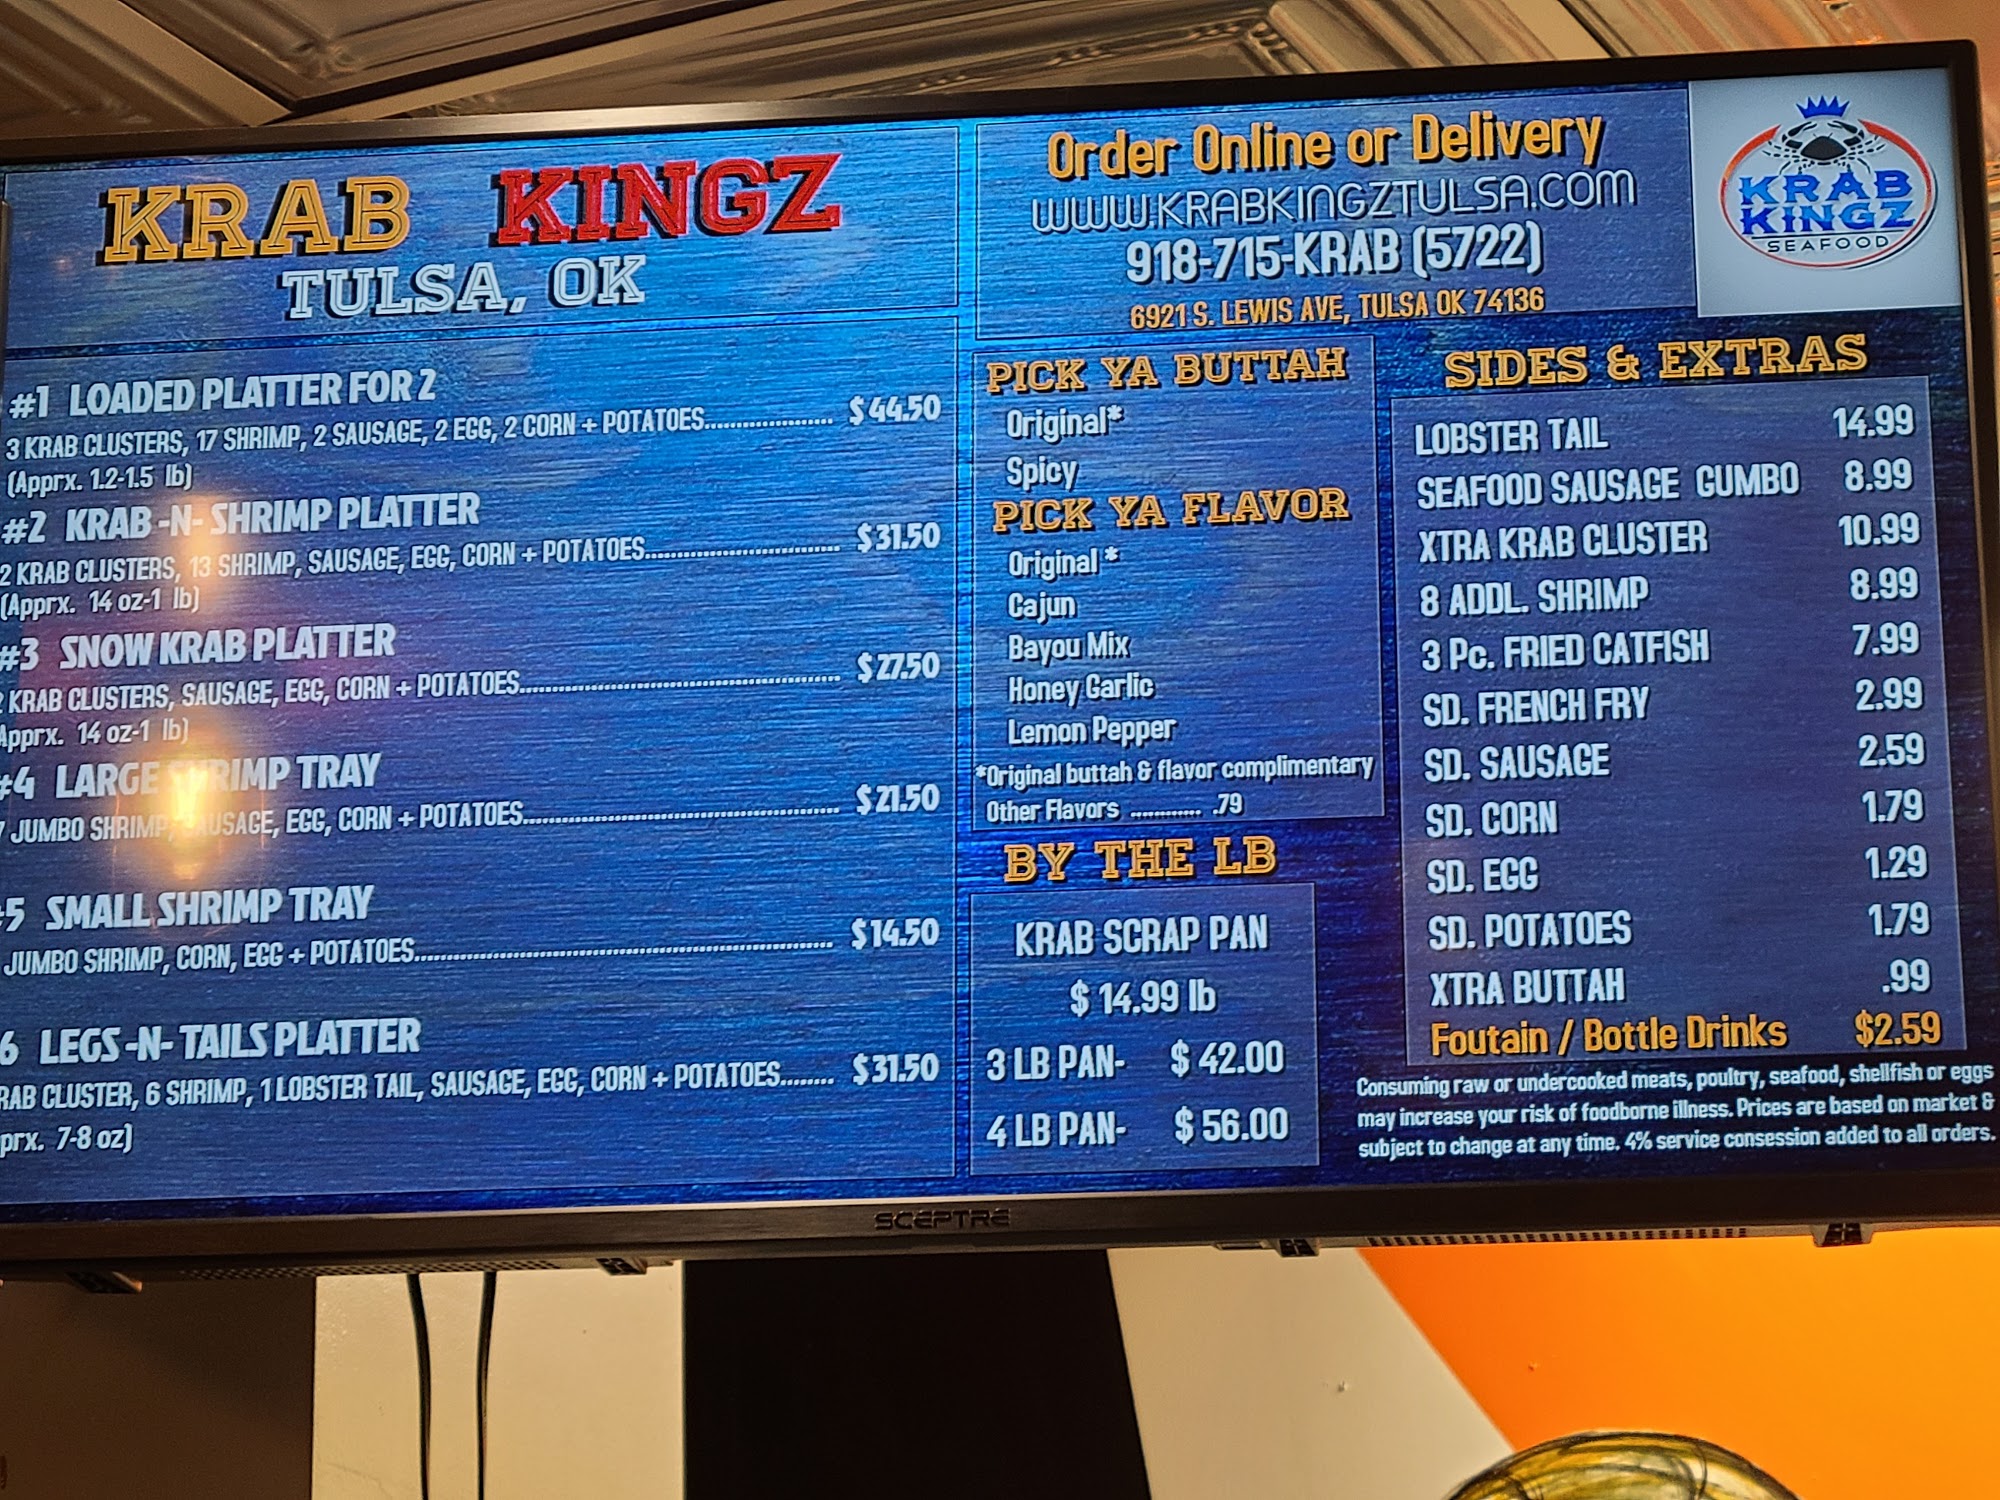 KRAB KINGZ
TULSA, OK
#1 LOADED PLATTER FOR 2
3 KRAB CLUSTERS, 17 SHRIMP, 2 SAUSAGE, 2 EGG, 2 CORN + POTATOES.................... $44.50
(Apprx. 1.2-1.5 lb)
#2 KRAB -N- SHRIMP PLATTER
2 KRAB CLUSTERS, 13 SHRIMP, SAUSAGE, EGG, CORN + POTATOES.................... $31.50
(Apprx. 14 oz-1 lb)
#3 SNOW KRAB PLATTER
2 KRAB CLUSTERS, SAUSAGE, EGG, CORN + POTATOES.................... $27.50
Apprx. 14 oz-1 lb)
#4 LARGE SHRIMP TRAY
JUMBO SHRIMP, SAUSAGE, EGG, CORN + POTATOES.................... $21.50
5 SMALL SHRIMP TRAY
JUMBO SHRIMP, CORN, EGG + POTATOES.................... $14.50
6 LEGS -N- TAILS PLATTER
RAB CLUSTER, 6 SHRIMP, 1 LOBSTER TAIL, SAUSAGE, EGG, CORN + POTATOES........ $31.50
prx. 7-8 oz)
Order Online or Delivery
WWW.KRABKINGZTULSA.COM
918-715-KRAB (5722)
6921 S. LEWIS AVE, TULSA OK 74136
KRAB
KINGZ
SEAFOOD
PICK YA BUTTAH
Original*
Spicy
PICK YA FLAVOR
Original *
Cajun
Bayou Mix
Honey Garlic
Lemon Pepper
*Original buttah & flavor complimentary
Other Flavors ............ .79
BY THE LB
KRAB SCRAP PAN
$ 14.99 lb
3 LB PAN- $ 42.00
4 LB PAN- $ 56.00
SIDES & EXTRAS
LOBSTER TAIL 14.99
SEAFOOD SAUSAGE GUMBO 8.99
XTRA KRAB CLUSTER 10.99
8 ADDL. SHRIMP 8.99
3 Pc. FRIED CATFISH 7.99
SD. FRENCH FRY 2.99
SD. SAUSAGE 2.59
SD. CORN 1.79
SD. EGG 1.29
SD. POTATOES 1.79
XTRA BUTTAH .99
Foutain / Bottle Drinks $2.59
Consuming raw or undercooked meats, poultry, seafood, shellfish or eggs
may increase your risk of foodborne illness. Prices are based on market &
subject to change at any time. 4% service consession added to all orders.
SCEPTRE